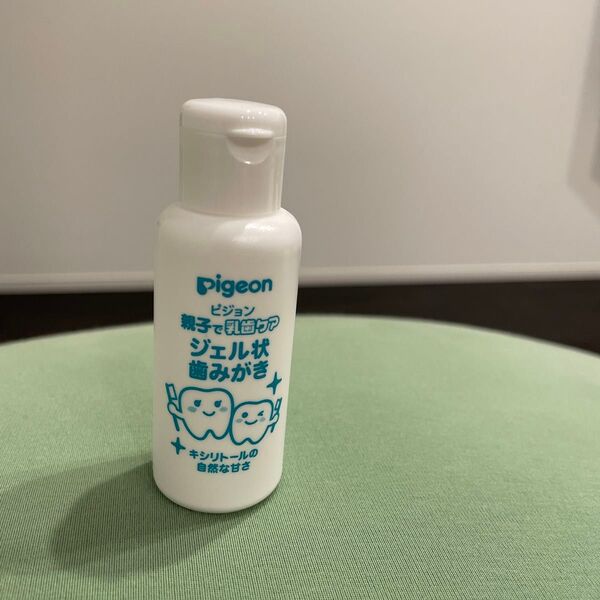 Pigeon
ピジョン
親子で乳歯ケア
ジェル状
歯みがき
キシリトールの
自然な甘さ